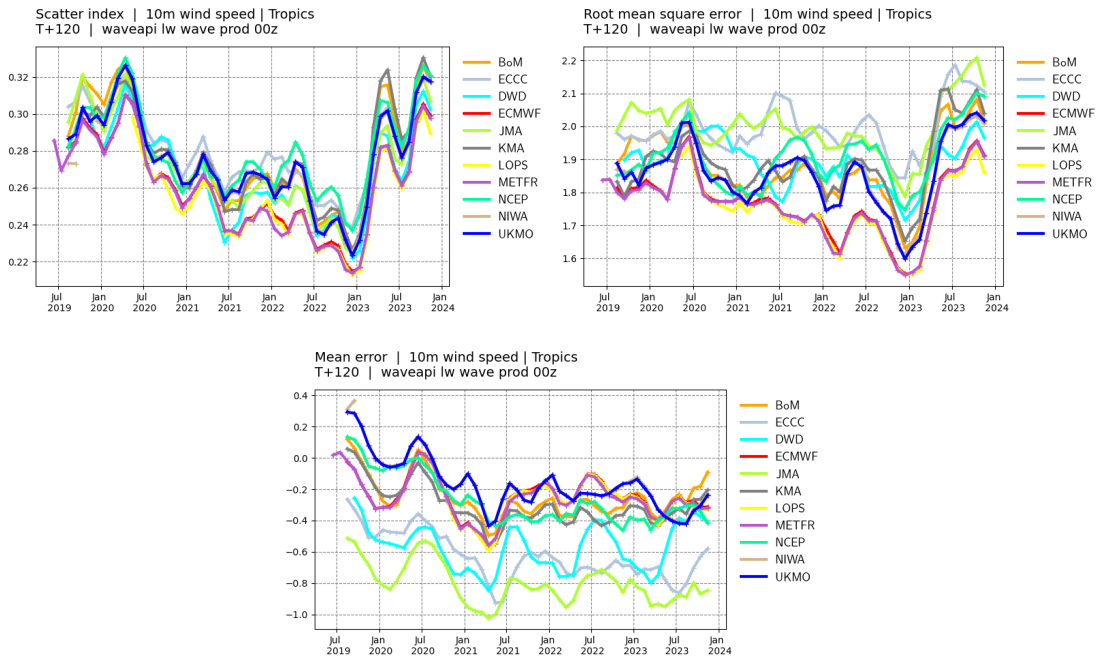 Scatter index | 10m wind speed | Tropics
T+120 | waveapi lw wave prod 00z
0.32
0.30
0.28
0.26
0.24
0.22
Jul 2019
Jan 2020
Jul 2020
Jan 2021
Jul 2021
Jan 2022
Jul 2022
Jan 2023
Jul 2023
Jan 2024
BoM
ECCC
DWD
ECMWF
JMA
KMA
LOPS
METFR
NCEP
NIWA
UKMO
Root mean square error | 10m wind speed | Tropics
T+120 | waveapi lw wave prod 00z
2.2
2.1
2.0
1.9
1.8
1.7
1.6
Jul 2019
Jan 2020
Jul 2020
Jan 2021
Jul 2021
Jan 2022
Jul 2022
Jan 2023
Jul 2023
Jan 2024
BoM
ECCC
DWD
ECMWF
JMA
KMA
LOPS
METFR
NCEP
NIWA
UKMO
Mean error | 10m wind speed | Tropics
T+120 | waveapi lw wave prod 00z
0.4
0.2
0.0
−0.2
−0.4
−0.6
−0.8
−1.0
Jul 2019
Jan 2020
Jul 2020
Jan 2021
Jul 2021
Jan 2022
Jul 2022
Jan 2023
Jul 2023
Jan 2024
BoM
ECCC
DWD
ECMWF
JMA
KMA
LOPS
METFR
NCEP
NIWA
UKMO